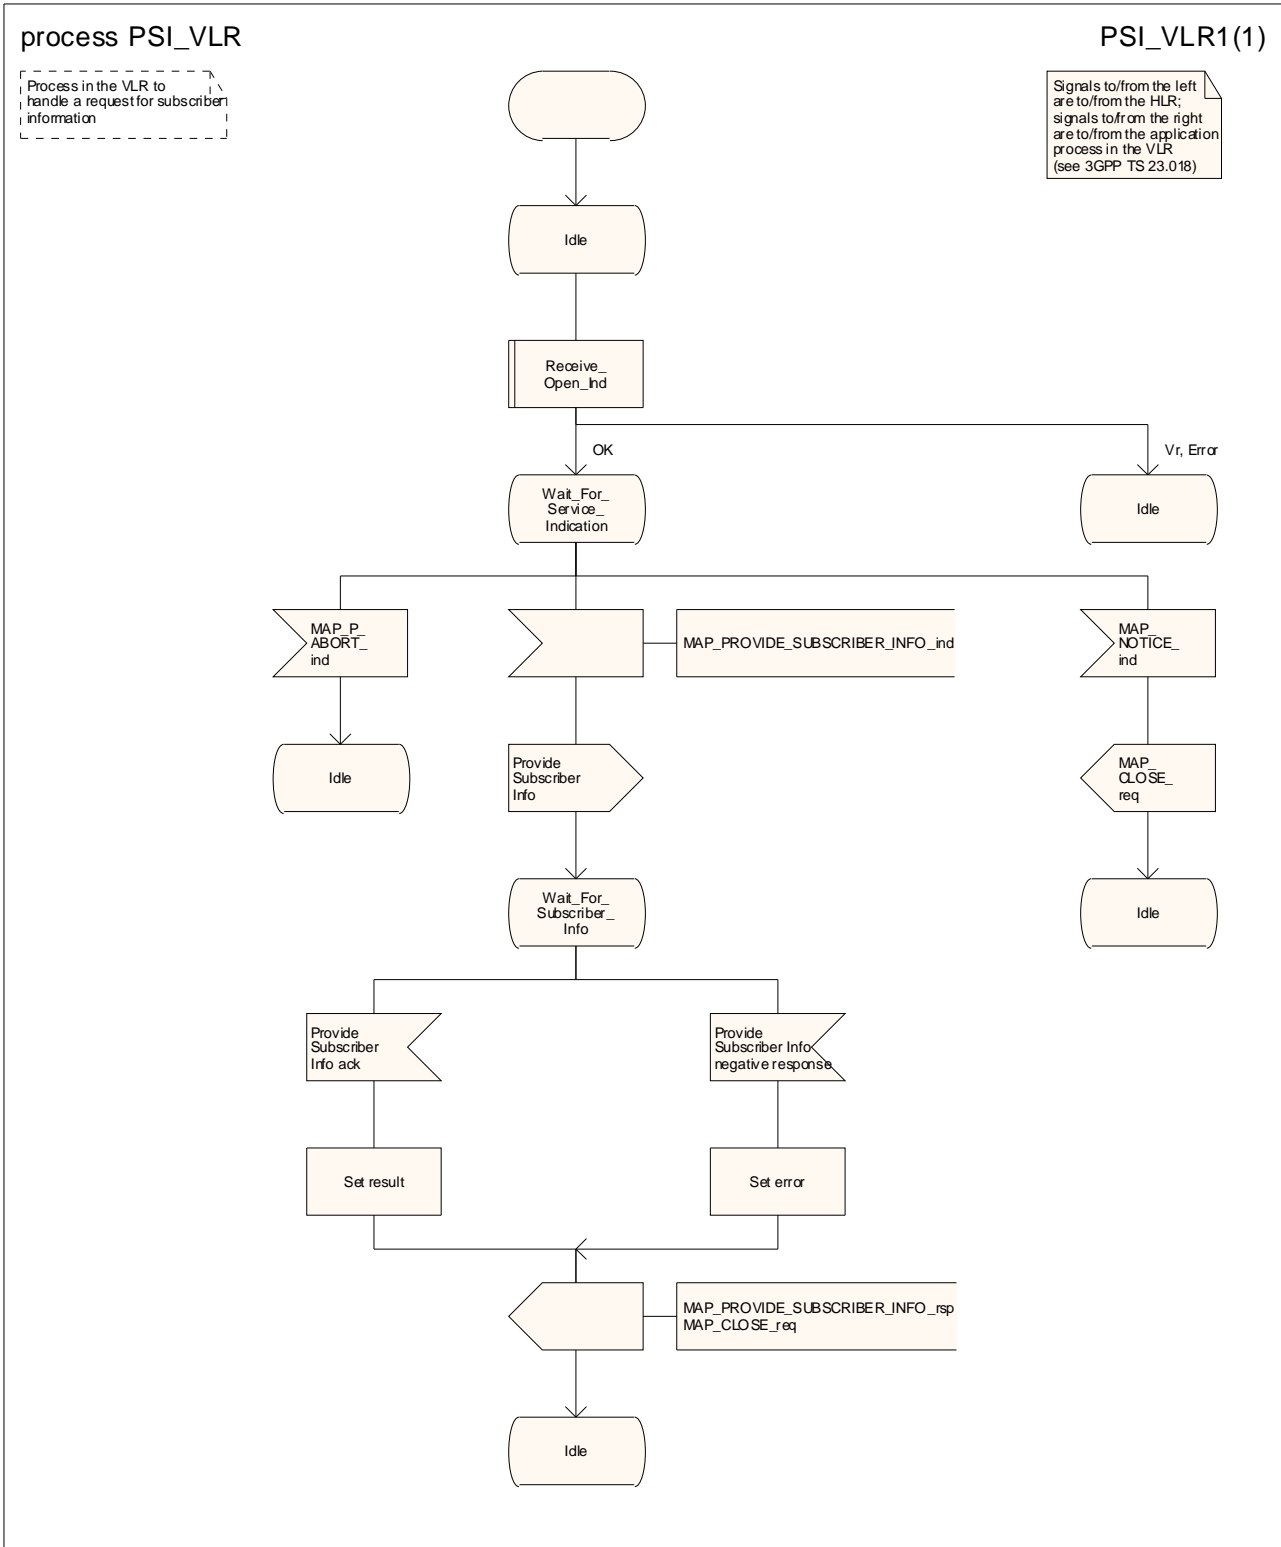 process PSI_VLR
PSI_VLR1(1)
Process in the VLR to
handle a request for subscriber
information
Signals to/from the left
are to/from the HLR;
signals to/from the right
are to/from the application
process in the VLR
(see 3GPP TS 23.018)
Idle
Receive_
Open_Ind
OK
Vr, Error
Wait_For_
Service_
Indication
Idle
MAP_P_
ABORT_
ind
MAP_PROVIDE_SUBSCRIBER_INFO_ind
MAP_
NOTICE_
ind
Idle
Provide
Subscriber
Info
MAP_
CLOSE_
req
Wait_For_
Subscriber_
Info
Idle
Provide
Subscriber
Info ack
Provide
Subscriber Info
negative response
Set result
Set error
MAP_PROVIDE_SUBSCRIBER_INFO_rsp
MAP_CLOSE_req
Idle